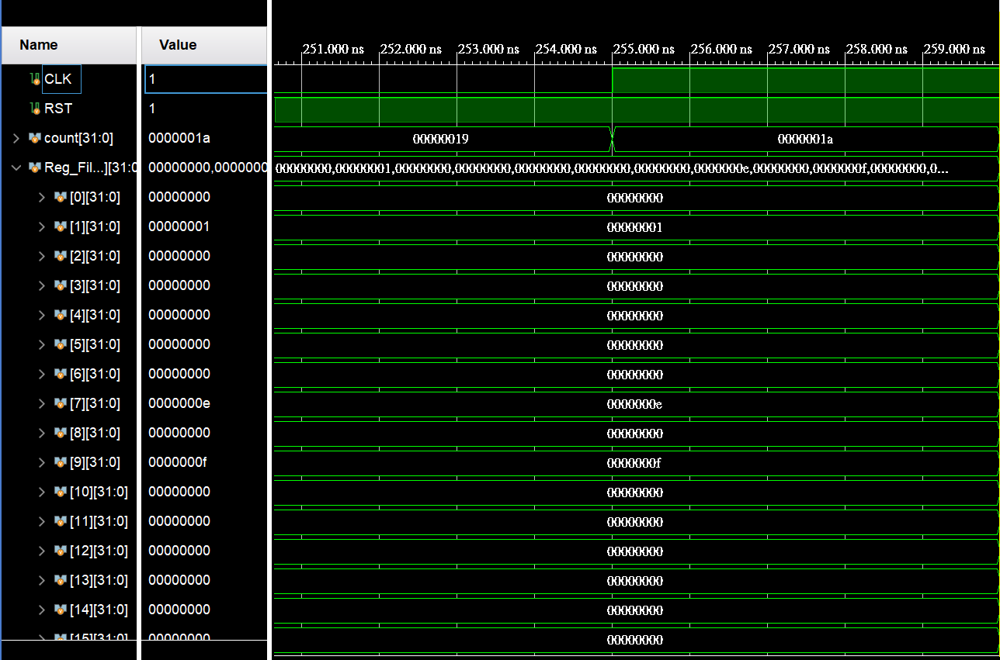 Name Value 251.000 ns 252.000 ns 253.000 ns 254.000 ns 255.000 ns 256.000 ns 257.000 ns 258.000 ns 259.000 ns
CLK 1
RST 1
count[31:0] 0000001a 00000019 0000001a
Reg_Fil...][31:0 00000000,0000000 00000000,00000001,00000000,00000000,00000000,00000000,00000000,0000000e,00000000,0000000f,00000000,0...
[0][31:0] 00000000 00000000
[1][31:0] 00000001 00000001
[2][31:0] 00000000 00000000
[3][31:0] 00000000 00000000
[4][31:0] 00000000 00000000
[5][31:0] 00000000 00000000
[6][31:0] 00000000 00000000
[7][31:0] 0000000e 0000000e
[8][31:0] 00000000 00000000
[9][31:0] 0000000f 0000000f
[10][31:0] 00000000 00000000
[11][31:0] 00000000 00000000
[12][31:0] 00000000 00000000
[13][31:0] 00000000 00000000
[14][31:0] 00000000 00000000
[15][31:0] 00000000 00000000